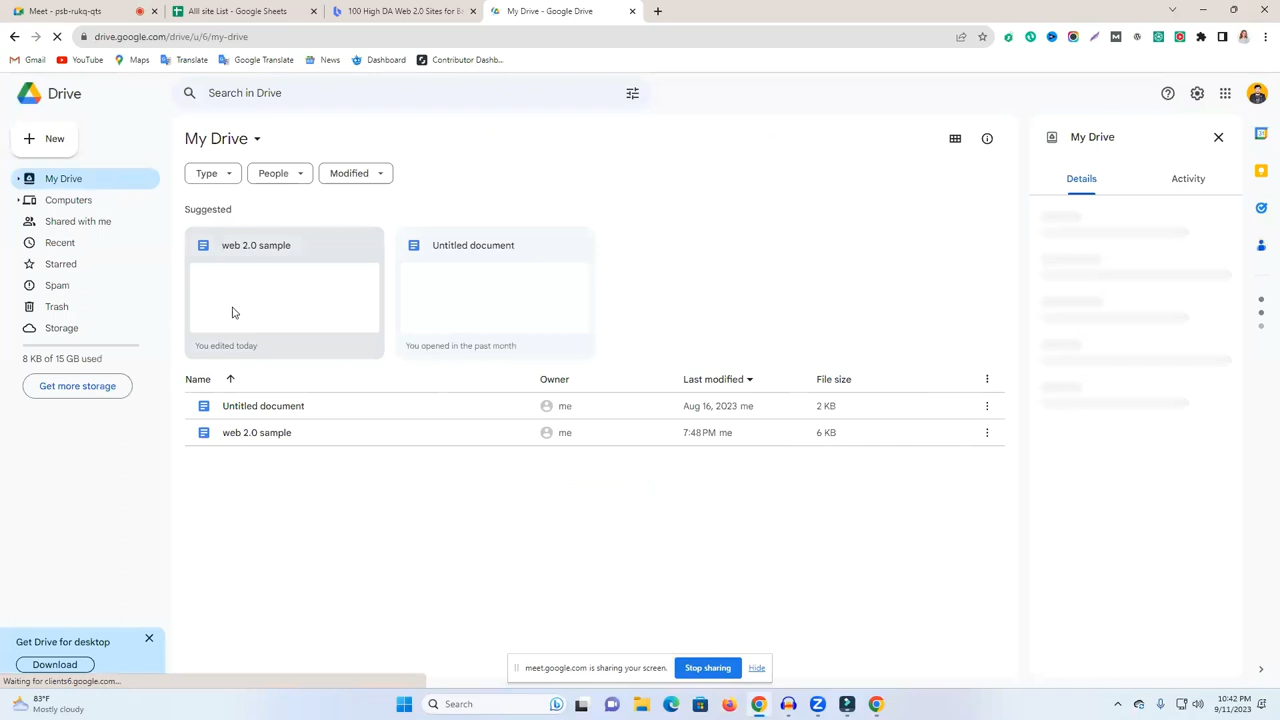 Meet - psb-rukq-qts
Alll site List - Google Sheets
100 High DA Web 2.0 Sites for B
My Drive - Google Drive
drive.google.com/drive/u/6/my-drive
Gmail
YouTube
Maps
Translate
Google Translate
News
Dashboard
Contributor Dashb...
Drive
Search in Drive
New
My Drive
Computers
Shared with me
Recent
Starred
Spam
Trash
Storage
8 KB of 15 GB used
Get more storage
My Drive
Type
People
Modified
Suggested
web 2.0 sample
You edited today
Untitled document
You opened in the past month
Name Owner Last modified File size
Untitled document me Aug 16, 2023 me 2 KB
web 2.0 sample me 7:48 PM me 6 KB
My Drive
Details
Activity
Get Drive for desktop
Download
Waiting for clients6.google.com...
meet.google.com is sharing your screen.
Stop sharing
Hide
83°F
Mostly cloudy
Search
10:42 PM
9/11/2023